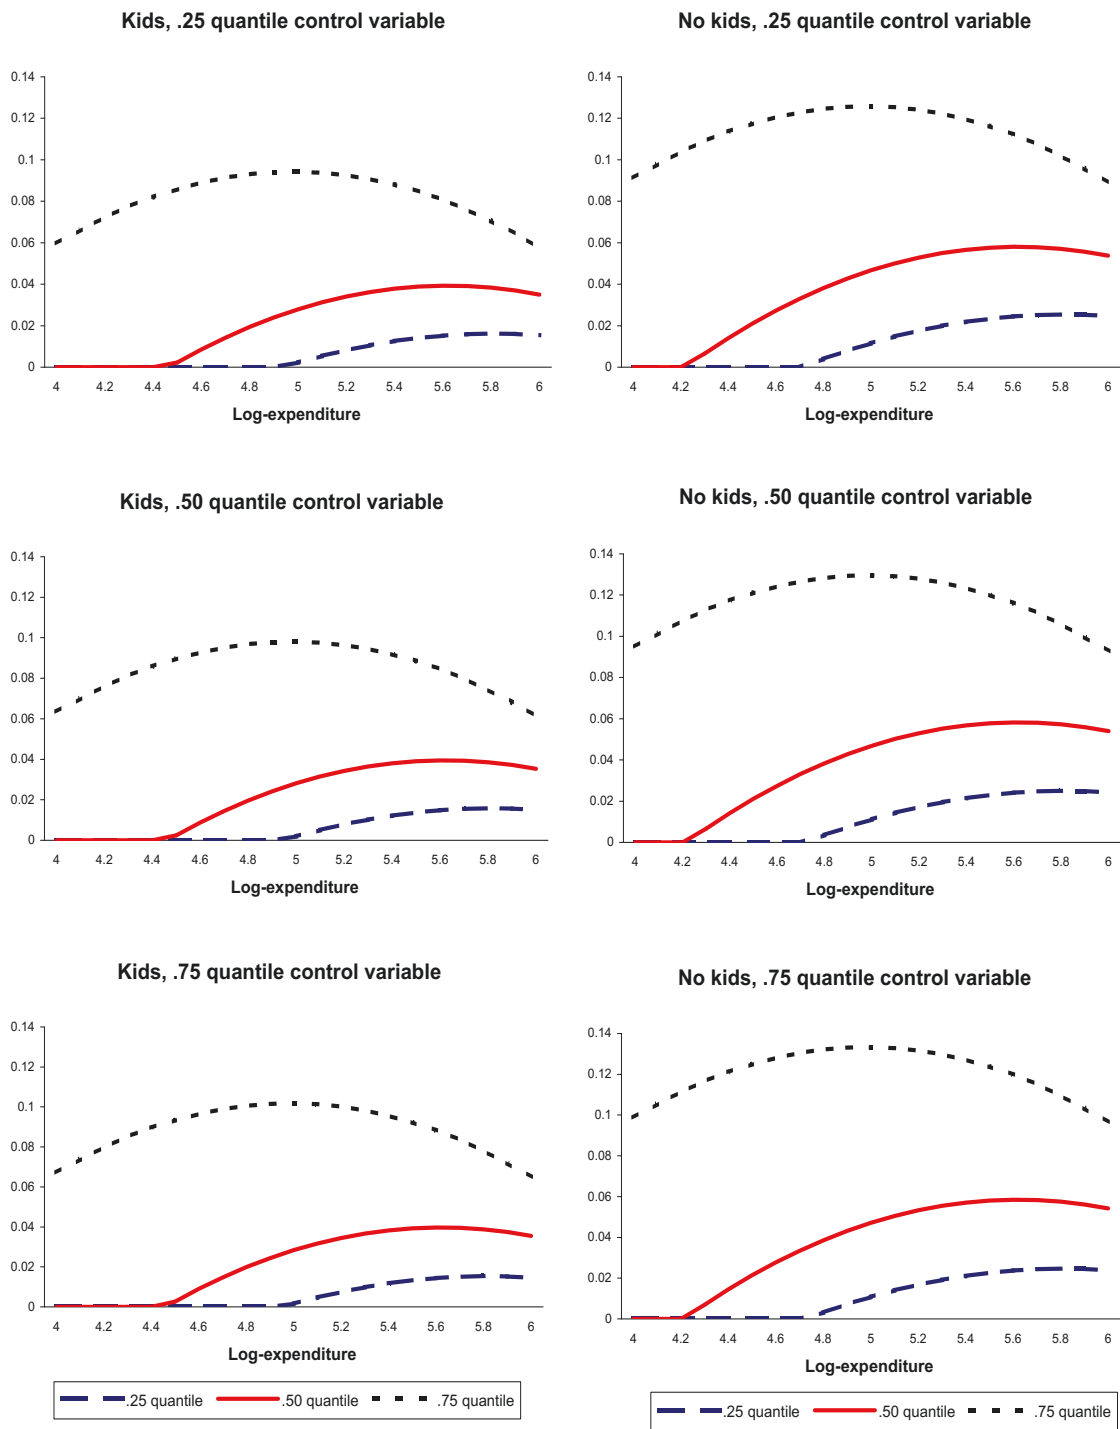 Kids, .25 quantile control variable
0.14
0.12
0.1
0.08
0.06
0.04
0.02
0
4 4.2 4.4 4.6 4.8 5 5.2 5.4 5.6 5.8 6
Log-expenditure
No kids, .25 quantile control variable
0.14
0.12
0.1
0.08
0.06
0.04
0.02
0
4 4.2 4.4 4.6 4.8 5 5.2 5.4 5.6 5.8 6
Log-expenditure
Kids, .50 quantile control variable
0.14
0.12
0.1
0.08
0.06
0.04
0.02
0
4 4.2 4.4 4.6 4.8 5 5.2 5.4 5.6 5.8 6
Log-expenditure
No kids, .50 quantile control variable
0.14
0.12
0.1
0.08
0.06
0.04
0.02
0
4 4.2 4.4 4.6 4.8 5 5.2 5.4 5.6 5.8 6
Log-expenditure
Kids, .75 quantile control variable
0.14
0.12
0.1
0.08
0.06
0.04
0.02
0
4 4.2 4.4 4.6 4.8 5 5.2 5.4 5.6 5.8 6
Log-expenditure
.25 quantile .50 quantile .75 quantile
No kids, .75 quantile control variable
0.14
0.12
0.1
0.08
0.06
0.04
0.02
0
4 4.2 4.4 4.6 4.8 5 5.2 5.4 5.6 5.8 6
Log-expenditure
.25 quantile .50 quantile .75 quantile